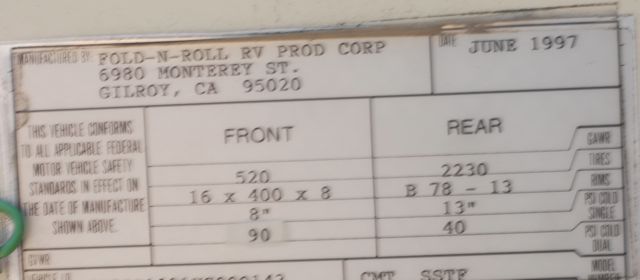 MANUFACTURED BY: FOLD-N-ROLL RV PROD CORP
6980 MONTEREY ST.
GILROY, CA 95020
DATE JUNE 1997
THIS VEHICLE CONFORMS
TO ALL APPLICABLE FEDERAL
MOTOR VEHICLE SAFETY
STANDARDS IN EFFECT ON
THE DATE OF MANUFACTURE
SHOWN ABOVE.
FRONT REAR
GAWR
520 2230 TIRES
16 x 400 x 8 B 78 - 13 RIMS
8" 13" PSI COLD SINGLE
90 40 PSI COLD DUAL
GVWR
MODEL NUMBER
VEHICLE I.D.